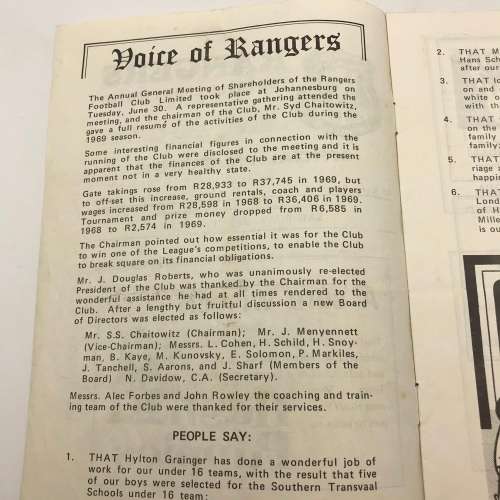 Voice of Rangers
The Annual General Meeting of Shareholders of the Rangers
Football Club Limited took place at Johannesburg on
Tuesday, June 30. A representative gathering attended the
meeting, and the chairman of the Club, Mr. Syd Chaitowitz,
gave a full resumé of the activities of the Club during the
1969 season.
Some interesting financial figures in connection with the
running of the Club were disclosed to the meeting and it is
apparent that the finances of the Club are at the present
moment not in a very healthy state.
Gate takings rose from R28,933 to R37,745 in 1969, but
to off-set this increase, ground rentals, coach and players
wages increased from R28,598 in 1968 to R36,406 in 1969.
Tournament and prize money dropped from R6,585 in
1968 to R2,574 in 1969.
The Chairman pointed out how essential it was for the Club
to win one of the League's competitions, to enable the Club
to break square on its financial obligations.
Mr. J. Douglas Roberts, who was unanimously re-elected
President of the Club was thanked by the Chairman for the
wonderful assistance he had at all times rendered to the
Club. After a lengthy but fruitful discussion a new Board
of Directors was elected as follows:
Mr. S.S. Chaitowitz (Chairman); Mr. J. Menyennett
(Vice-Chairman); Messrs. L. Cohen, H. Schild, H. Snoy-
man, B. Kaye, M. Kunovsky, E. Solomon, P. Markiles,
J. Tanchell, S. Aarons, and J. Sharf (Members of the
Board) N. Davidow, C.A. (Secretary).
Messrs. Alec Forbes and John Rowley the coaching and train-
ing team of the Club were thanked for their services.
PEOPLE SAY:
1. THAT Hylton Grainger has done a wonderful job of
work for our under 16 teams, with the result that five
of our boys were selected for the Southern Transvaal
Schools under 16 team:
2. THAT M
Hans Sch
after our
3. THAT
on and
white o
with th
4. THAT
on the
family
family;
5. THAT
riage
happin
6. THAT
Lond
of H
Mille
is ou